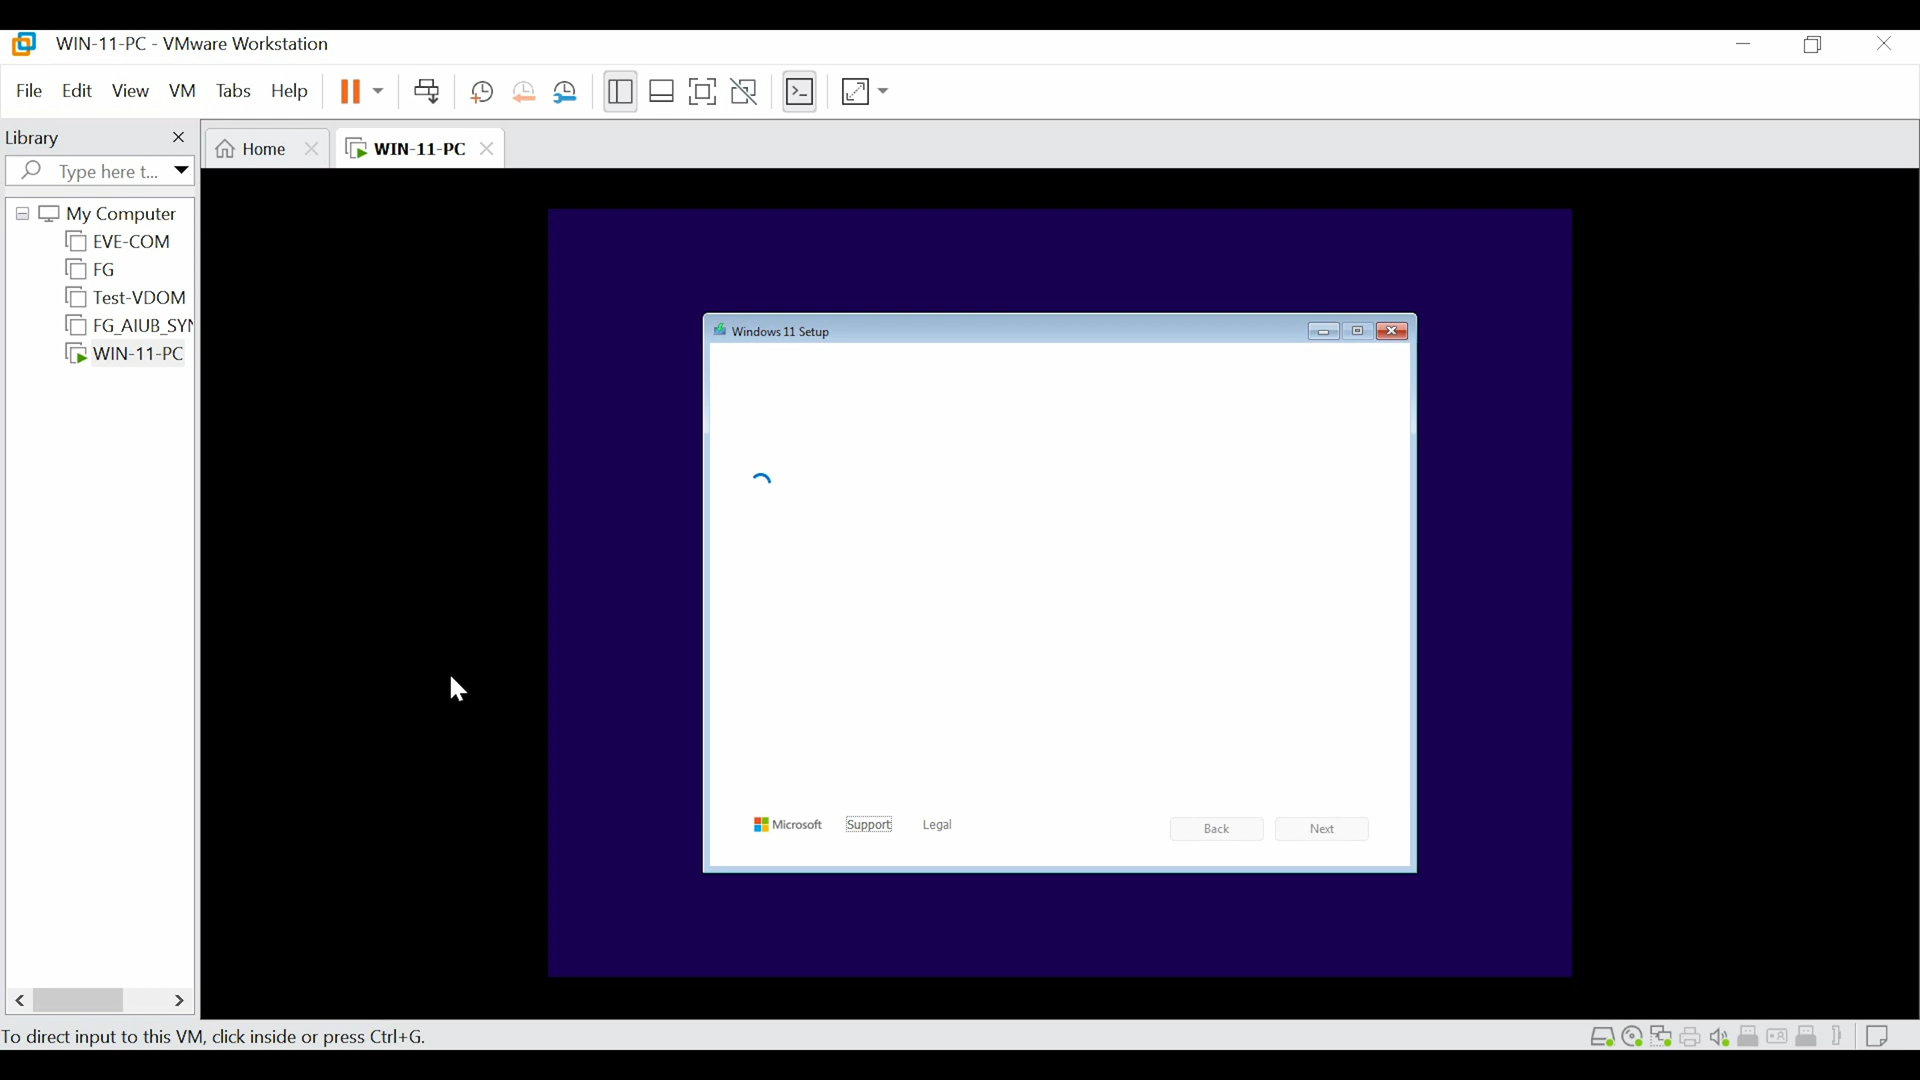 WIN-11-PC - VMware Workstation
File Edit View VM Tabs Help
Library
Home WIN-11-PC
Type here t...
My Computer
EVE-COM
FG
Test-VDOM
FG_AIUB_SYN
WIN-11-PC
Windows 11 Setup
Microsoft Support Legal Back Next
To direct input to this VM, click inside or press Ctrl+G.